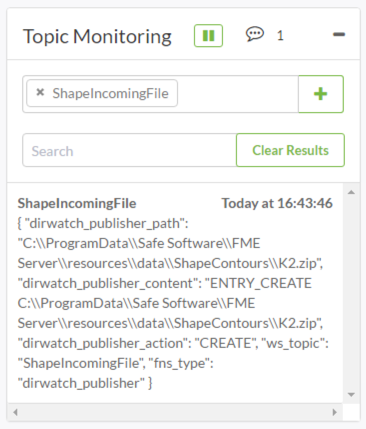 Topic Monitoring 1
× ShapeIncomingFile
Search Clear Results
ShapeIncomingFile Today at 16:43:46
{ "dirwatch_publisher_path":
"C:\\ProgramData\\Safe Software\\FME
Server\\resources\\data\\ShapeContours\\K2.zip",
"dirwatch_publisher_content": "ENTRY_CREATE
C:\\ProgramData\\Safe Software\\FME
Server\\resources\\data\\ShapeContours\\K2.zip",
"dirwatch_publisher_action": "CREATE", "ws_topic":
"ShapeIncomingFile", "fns_type":
"dirwatch_publisher" }